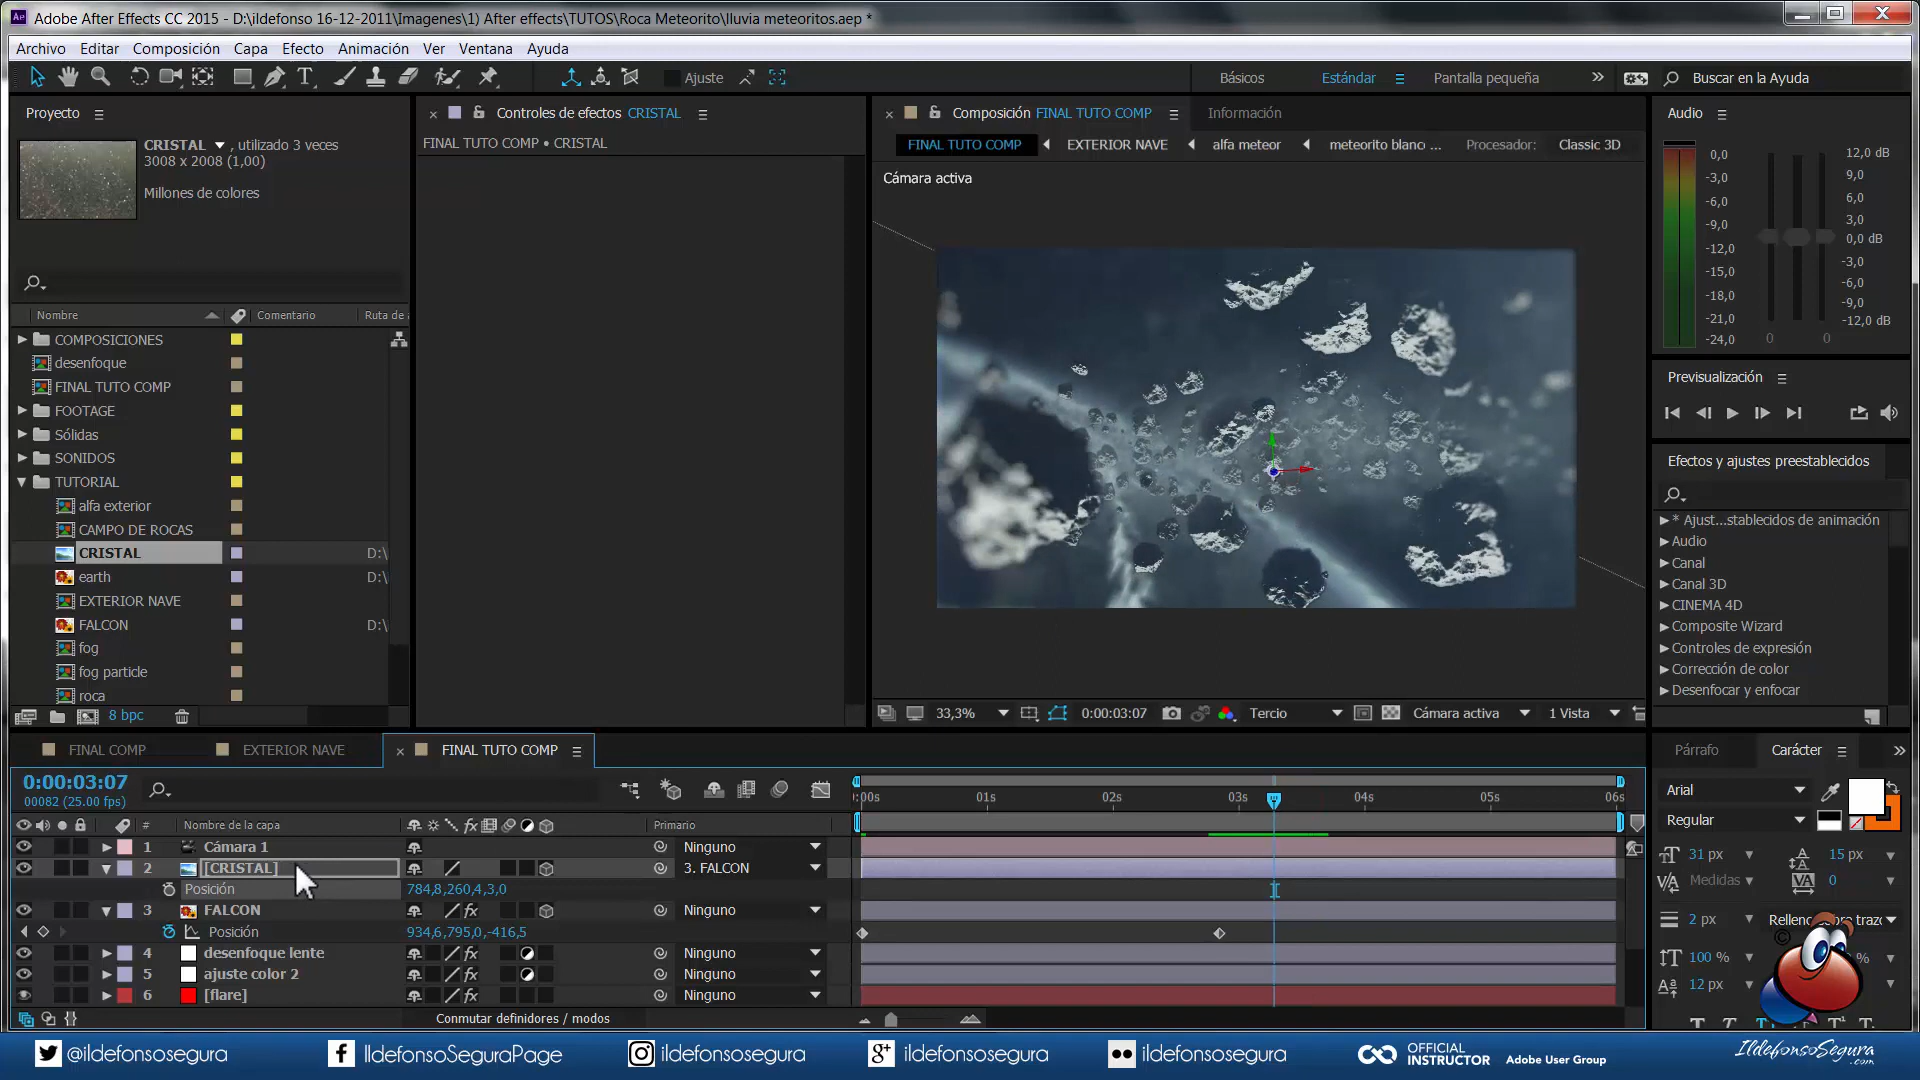 Adobe After Effects CC 2015 - D:\ildefonso 16-12-2011\Imagenes\1) After effects\TUTOS\Roca Meteorito\lluvia meteoritos.aep *
Archivo Editar Composición Capa Efecto Animación Ver Ventana Ayuda
Ajuste
Básicos Estándar Pantalla pequeña
Buscar en la Ayuda
Proyecto
CRISTAL , utilizado 3 veces
3008 x 2008 (1,00)
Millones de colores
Nombre Comentario Ruta de
COMPOSICIONES
desenfoque
FINAL TUTO COMP
FOOTAGE
Sólidas
SONIDOS
TUTORIAL
alfa exterior
CAMPO DE ROCAS
CRISTAL D:\
earth D:\
EXTERIOR NAVE
FALCON D:\
fog
fog particle
roca
8 bpc
Controles de efectos CRISTAL
FINAL TUTO COMP • CRISTAL
Composición FINAL TUTO COMP Información
FINAL TUTO COMP EXTERIOR NAVE alfa meteor meteorito blanco ... Procesador: Classic 3D
Cámara activa
33,3% 0:00:03:07 Tercio Cámara activa 1 Vista
Audio
0,0 12,0 dB
-3,0 9,0
-6,0 6,0
-9,0 3,0
-12,0 0,0 dB
-15,0 -3,0
-18,0 -6,0
-21,0 -9,0
-24,0 -12,0 dB
0 0
Previsualización
Efectos y ajustes preestablecidos
* Ajust...stablecidos de animación
Audio
Canal
Canal 3D
CINEMA 4D
Composite Wizard
Controles de expresión
Corrección de color
Desenfocar y enfocar
FINAL COMP EXTERIOR NAVE FINAL TUTO COMP
0:00:03:07
00082 (25.00 fps)
:00s 01s 02s 03s 04s 05s 06s
# Nombre de la capa fx Primario
1 Cámara 1 Ninguno
2 [CRISTAL] 3. FALCON
Posición 784,8,260,4,3,0
3 FALCON fx Ninguno
Posición 934,6,795,0,-416,5
4 desenfoque lente fx Ninguno
5 ajuste color 2 fx Ninguno
6 [flare] fx Ninguno
Conmutar definidores / modos
Párrafo Carácter
Arial
Regular
31 px 15 px
Medidas 0
2 px Relleno sobre trazo
100 % %
12 px
@ildefonsosegura IldefonsoSeguraPage ildefonsosegura ildefonsosegura ildefonsosegura OFFICIAL INSTRUCTOR Adobe User Group IldefonsoSegura.com